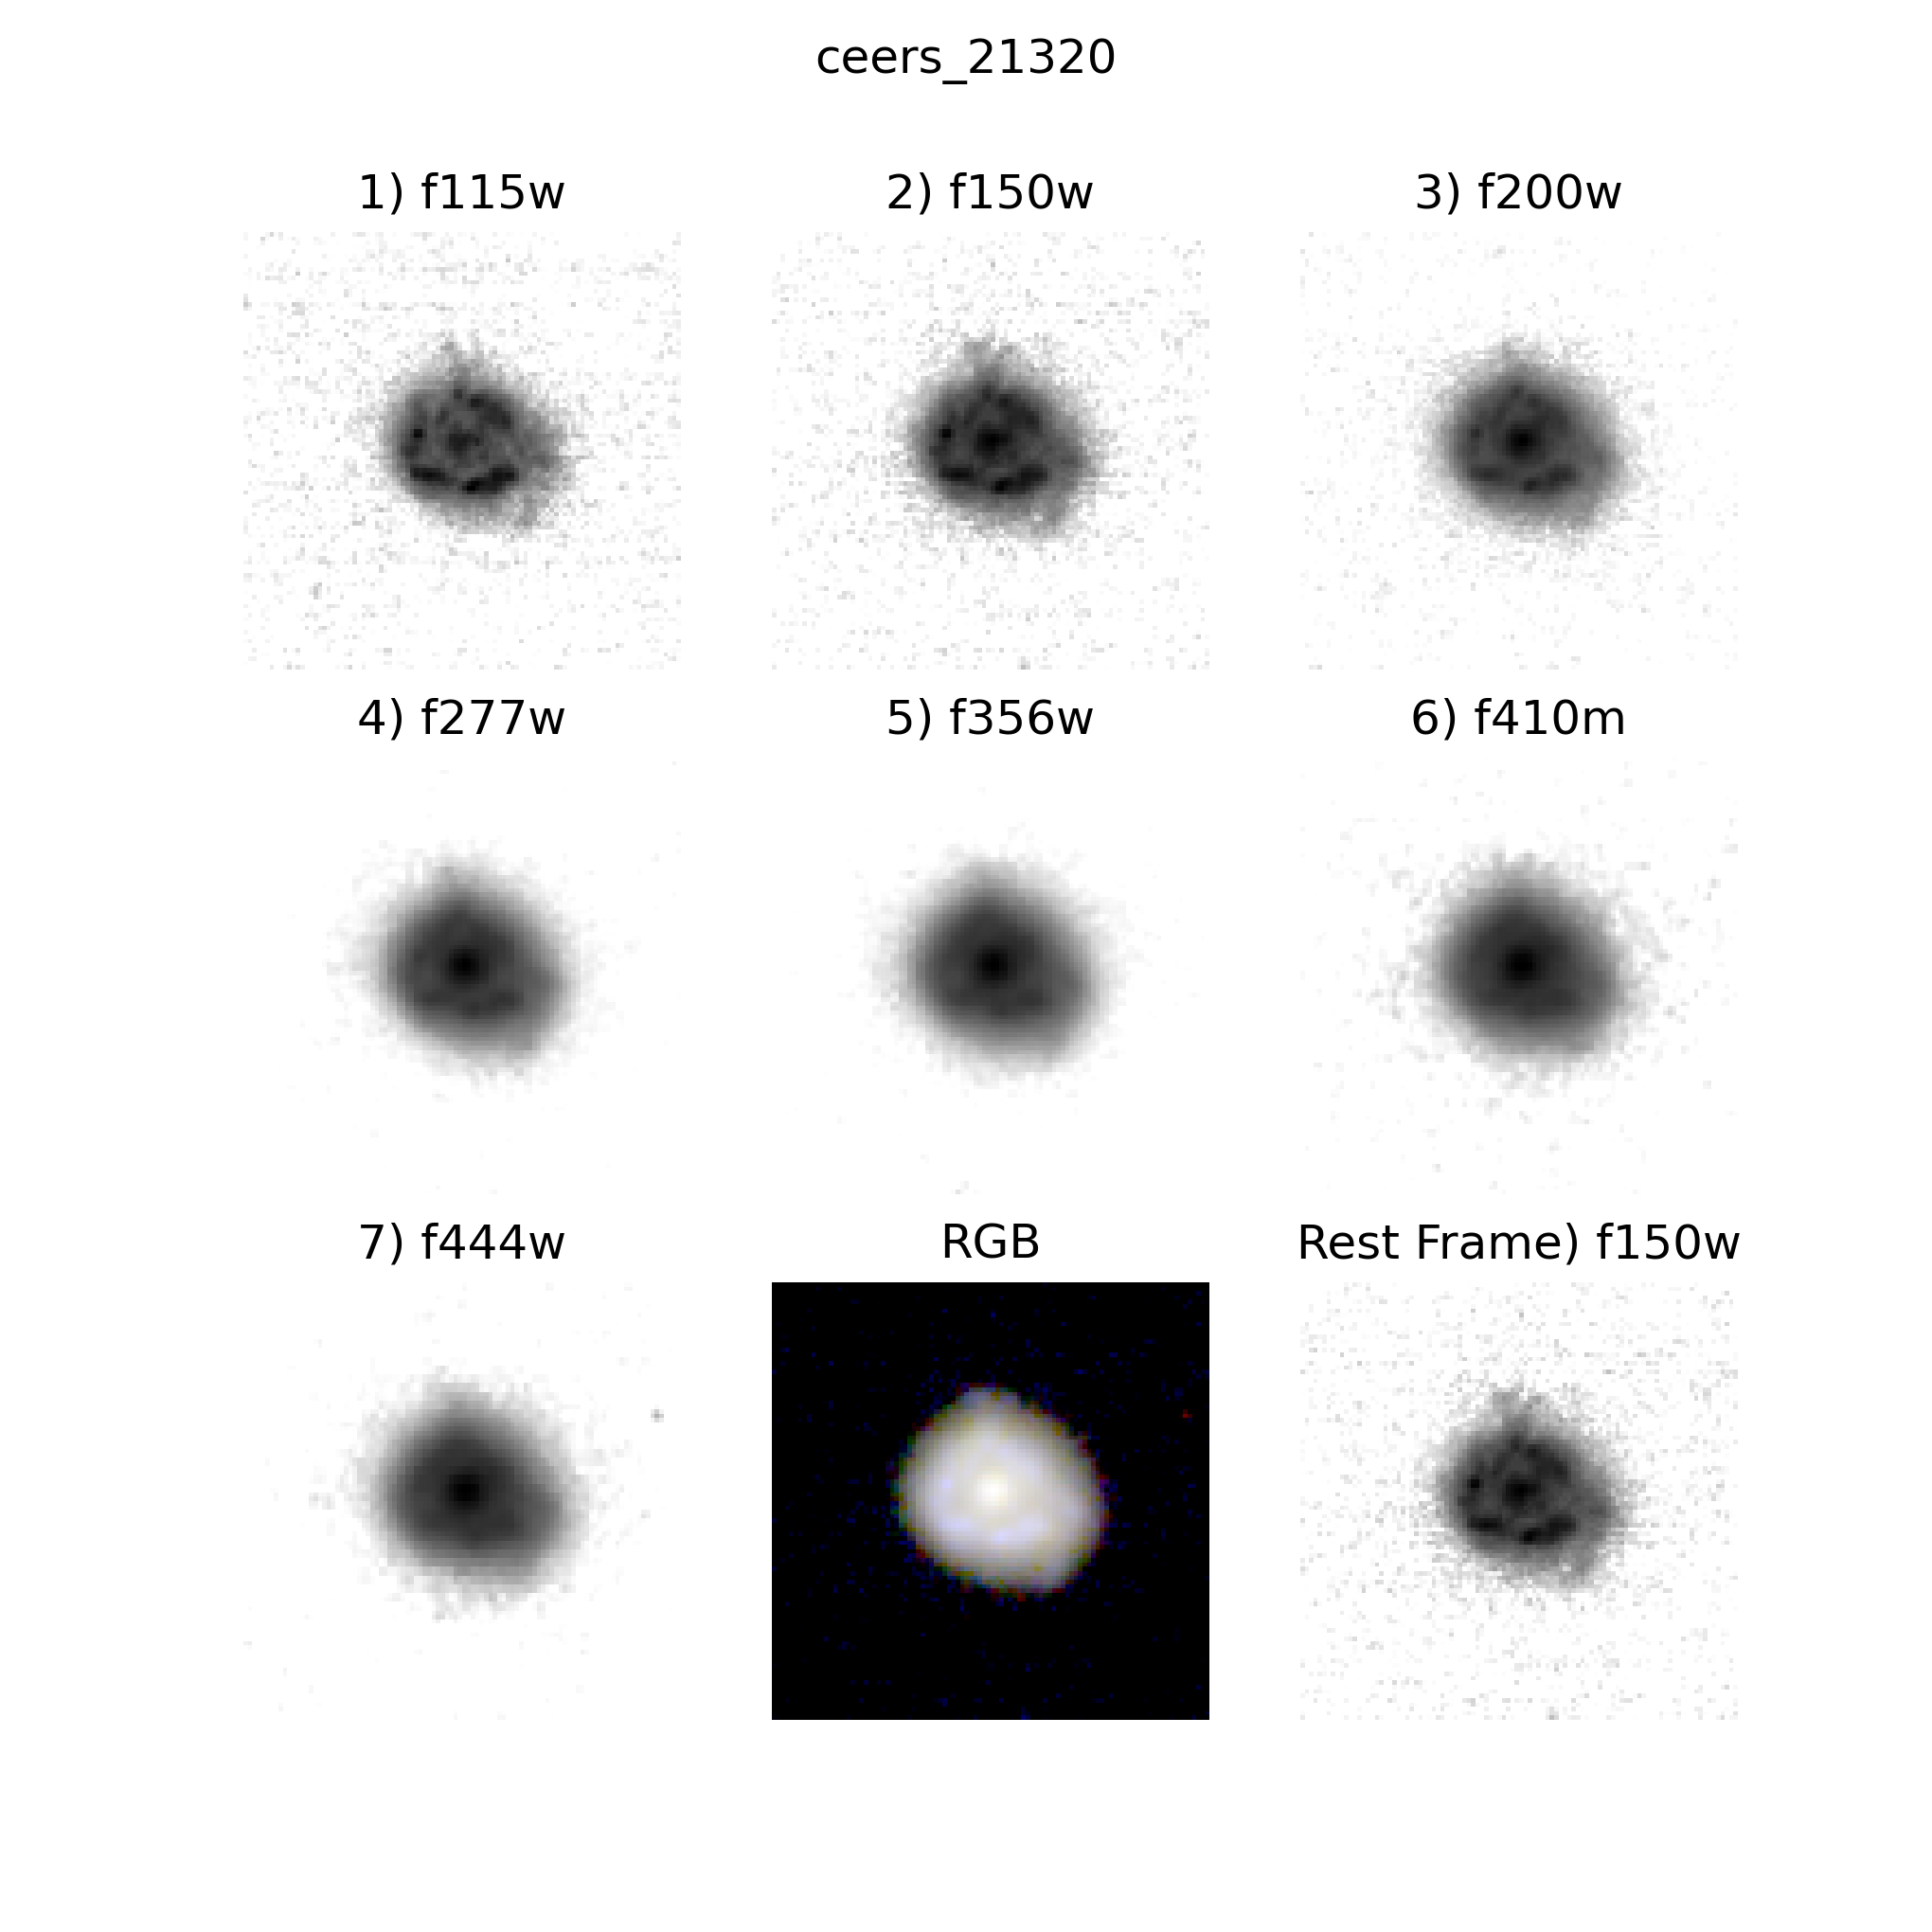 ceers_21320
1) f115w
2) f150w
3) f200w
4) f277w
5) f356w
6) f410m
7) f444w
RGB
Rest Frame) f150w